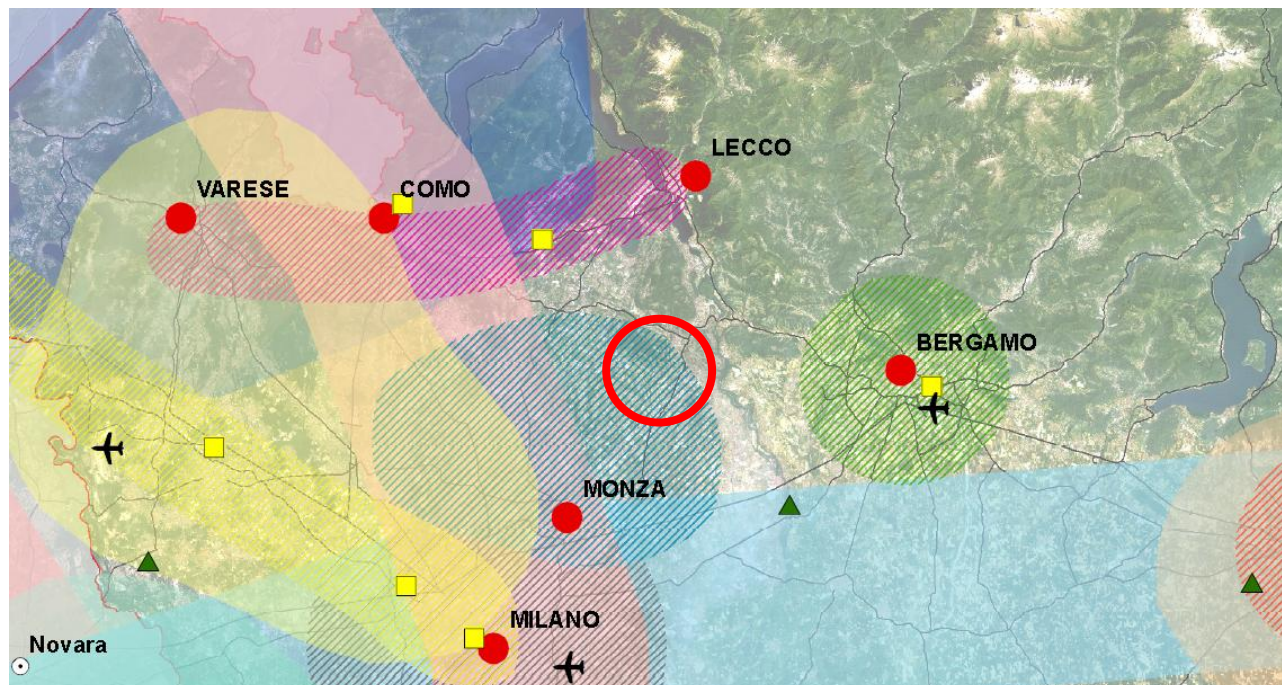 LECCO
VARESE
COMO
BERGAMO
MONZA
MILANO
Novara